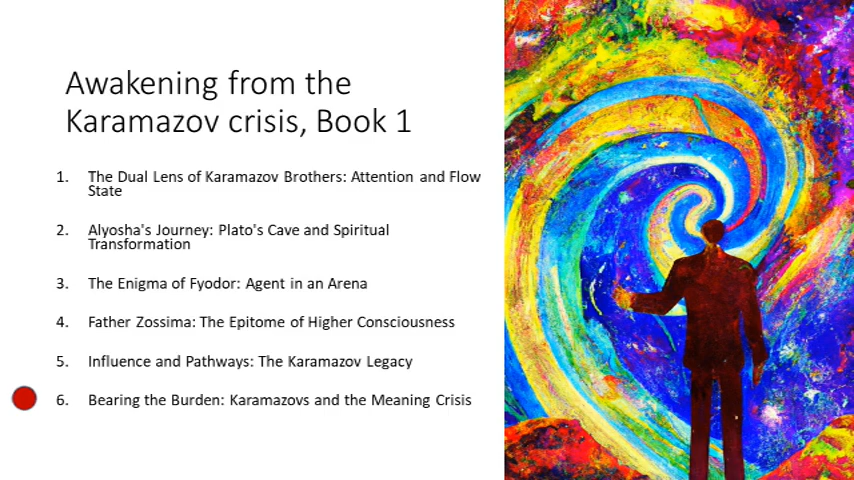 Awakening from the
Karamazov crisis, Book 1
1. The Dual Lens of Karamazov Brothers: Attention and Flow
State
2. Alyosha's Journey: Plato's Cave and Spiritual
Transformation
3. The Enigma of Fyodor: Agent in an Arena
4. Father Zossima: The Epitome of Higher Consciousness
5. Influence and Pathways: The Karamazov Legacy
6. Bearing the Burden: Karamazovs and the Meaning Crisis